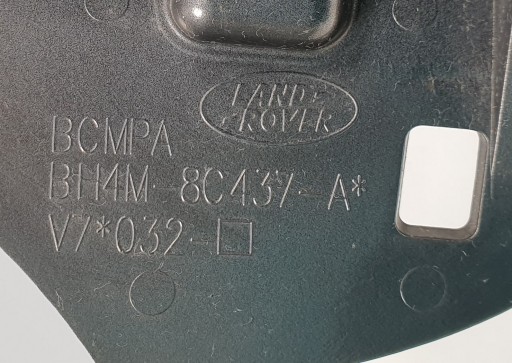 LAND-
ROVER
BCMPA
BH4M-8C437-A*
V7*032-□